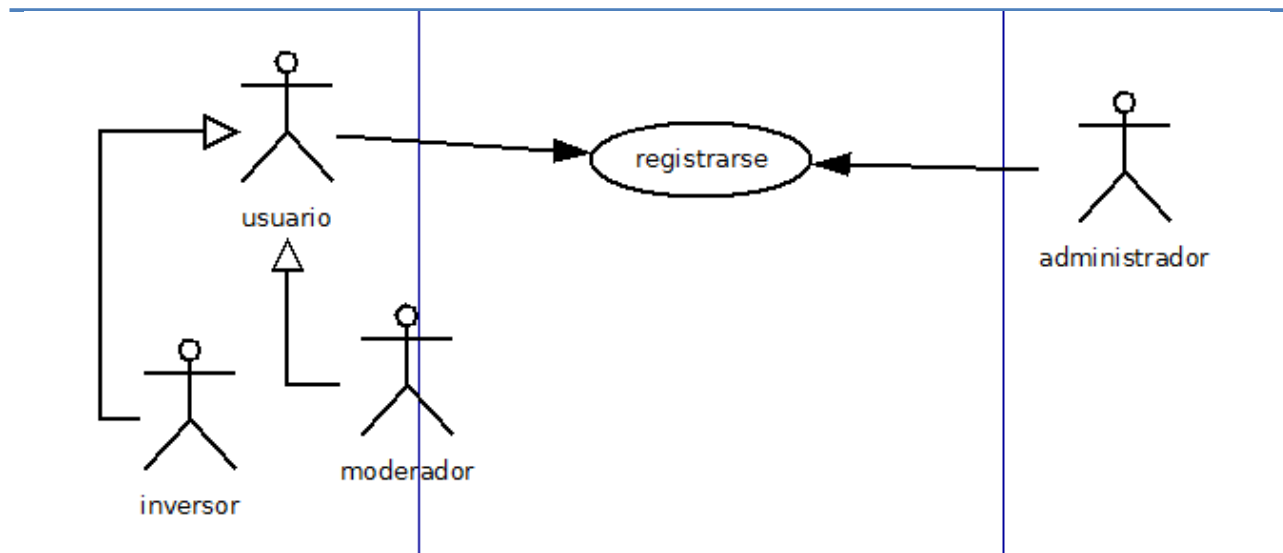 registrarse
usuario
administrador
moderador
inversor